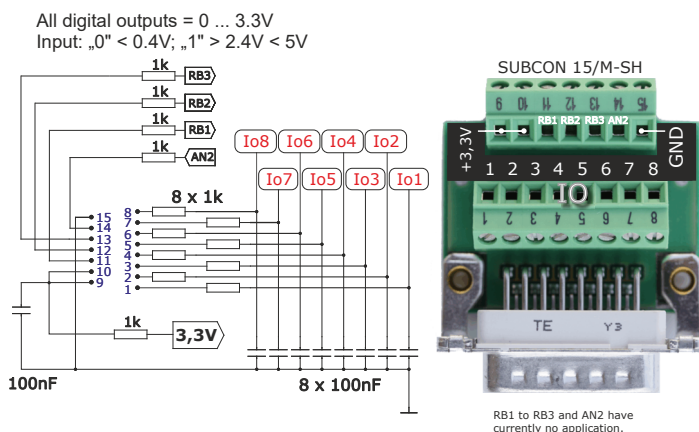 All digital outputs = 0 ... 3.3V
Input: „0" < 0.4V; „1" > 2.4V < 5V
1k
RB3
1k
RB2
1k
RB1
1k
AN2
Io8
Io6
Io4
Io2
Io7
Io5
Io3
Io1
8 x 1k
15
14
13
12
11
10
9
8
7
6
5
4
3
2
1
1k
3,3V
100nF
8 x 100nF
SUBCON 15/M-SH
9 10 11 12 13 14 15
+3,3V
RB1 RB2 RB3 AN2
GND
1 2 3 4 5 6 7 8
IO
1 2 3 4 5 6 7 8
TE Y3
RB1 to RB3 and AN2 have
currently no application.